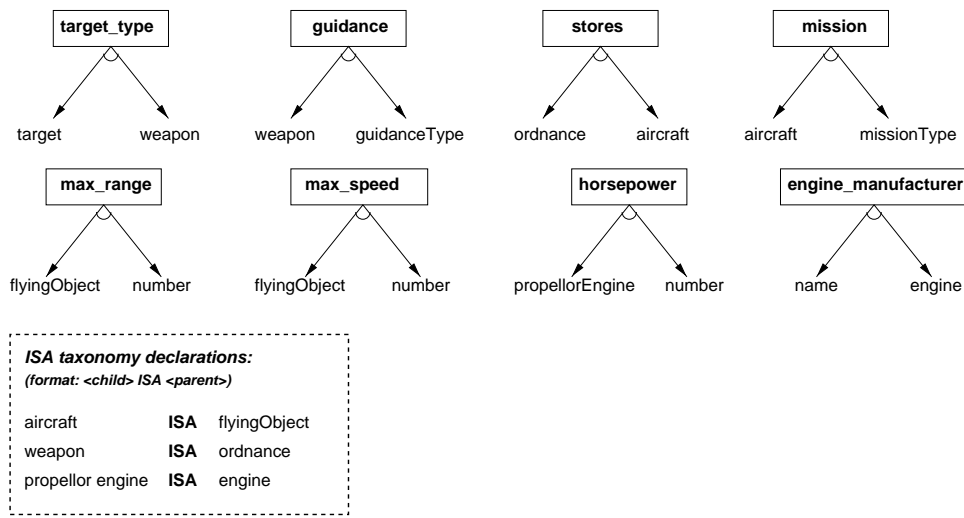 target_type guidance stores mission
target weapon weapon guidanceType ordnance aircraft aircraft missionType
max_range max_speed horsepower engine_manufacturer
flyingObject number flyingObject number propellorEngine number name engine
ISA taxonomy declarations:
(format: <child> ISA <parent>)
aircraft ISA flyingObject
weapon ISA ordnance
propellor engine ISA engine